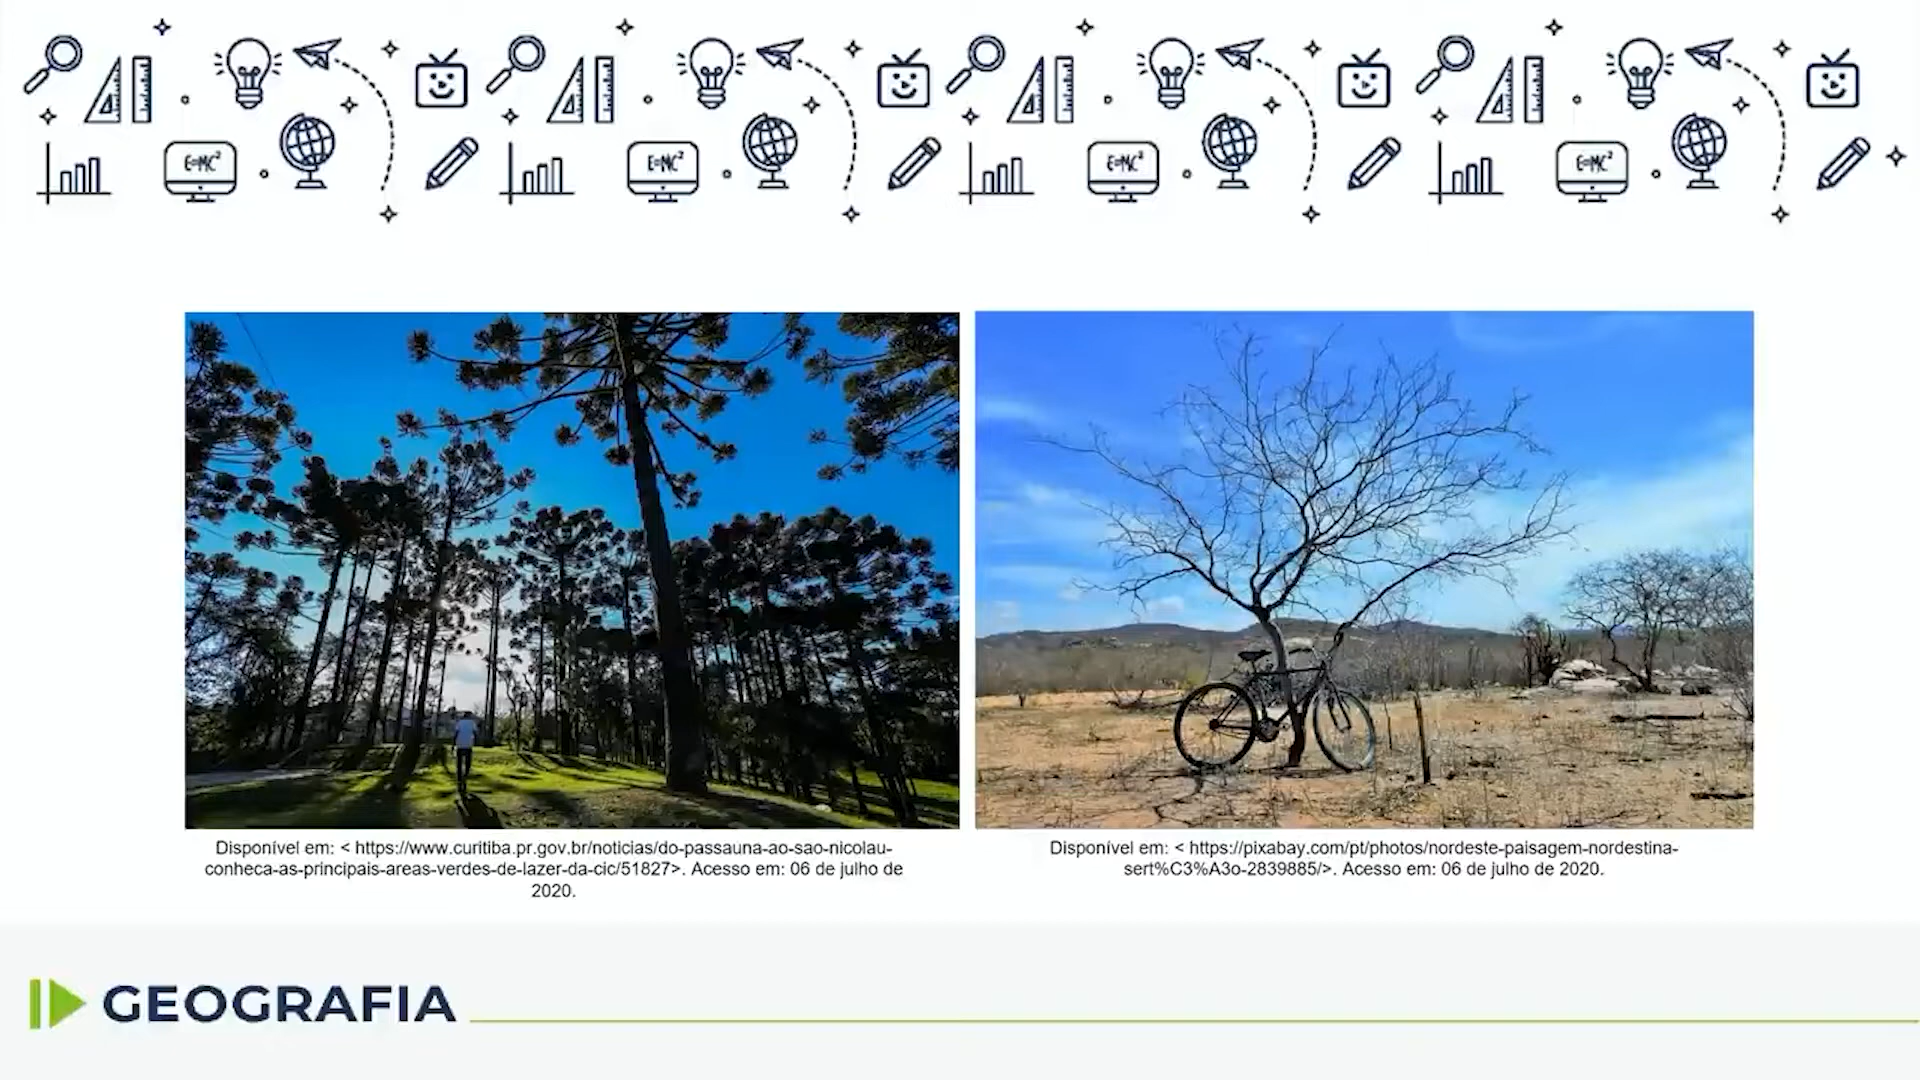 E=MC²
E=MC²
E=MC²
E=MC²
Disponível em: < https://www.curitiba.pr.gov.br/noticias/do-passauna-ao-sao-nicolau-
conheca-as-principais-areas-verdes-de-lazer-da-cic/51827>. Acesso em: 06 de julho de
2020.
Disponível em: < https://pixabay.com/pt/photos/nordeste-paisagem-nordestina-
sert%C3%A3o-2839885/>. Acesso em: 06 de julho de 2020.
GEOGRAFIA